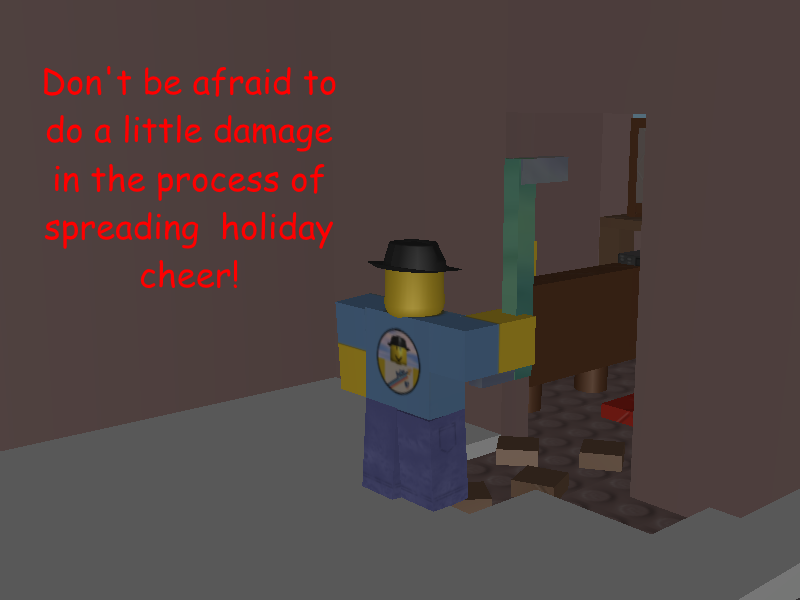 Don't be afraid to
do a little damage
in the process of
spreading  holiday
cheer!